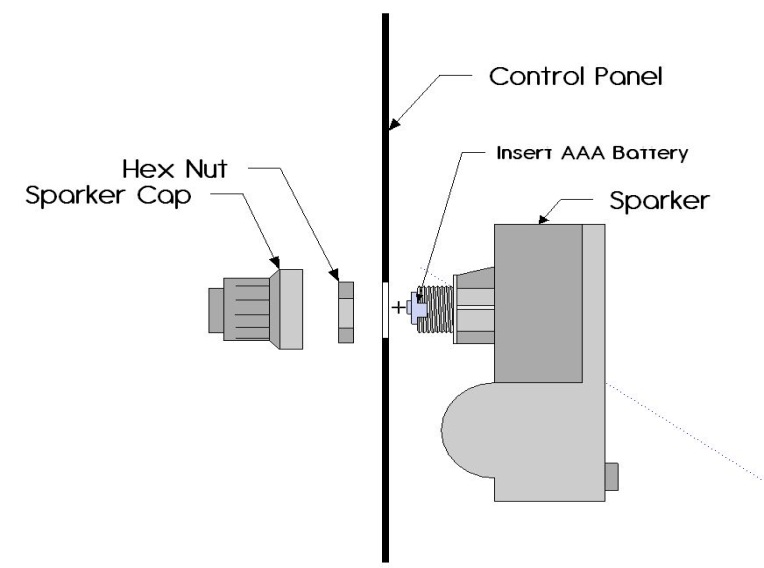 Control Panel
Insert AAA Battery
Hex Nut
Sparker Cap
Sparker
+